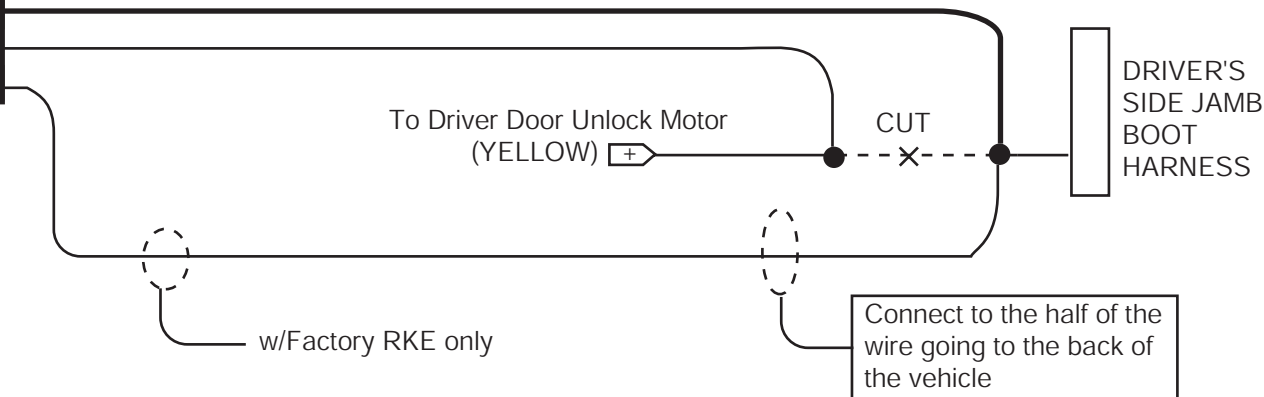 DRIVER'S
SIDE JAMB
BOOT
HARNESS
To Driver Door Unlock Motor
(YELLOW) +
CUT
w/Factory RKE only
Connect to the half of the
wire going to the back of
the vehicle